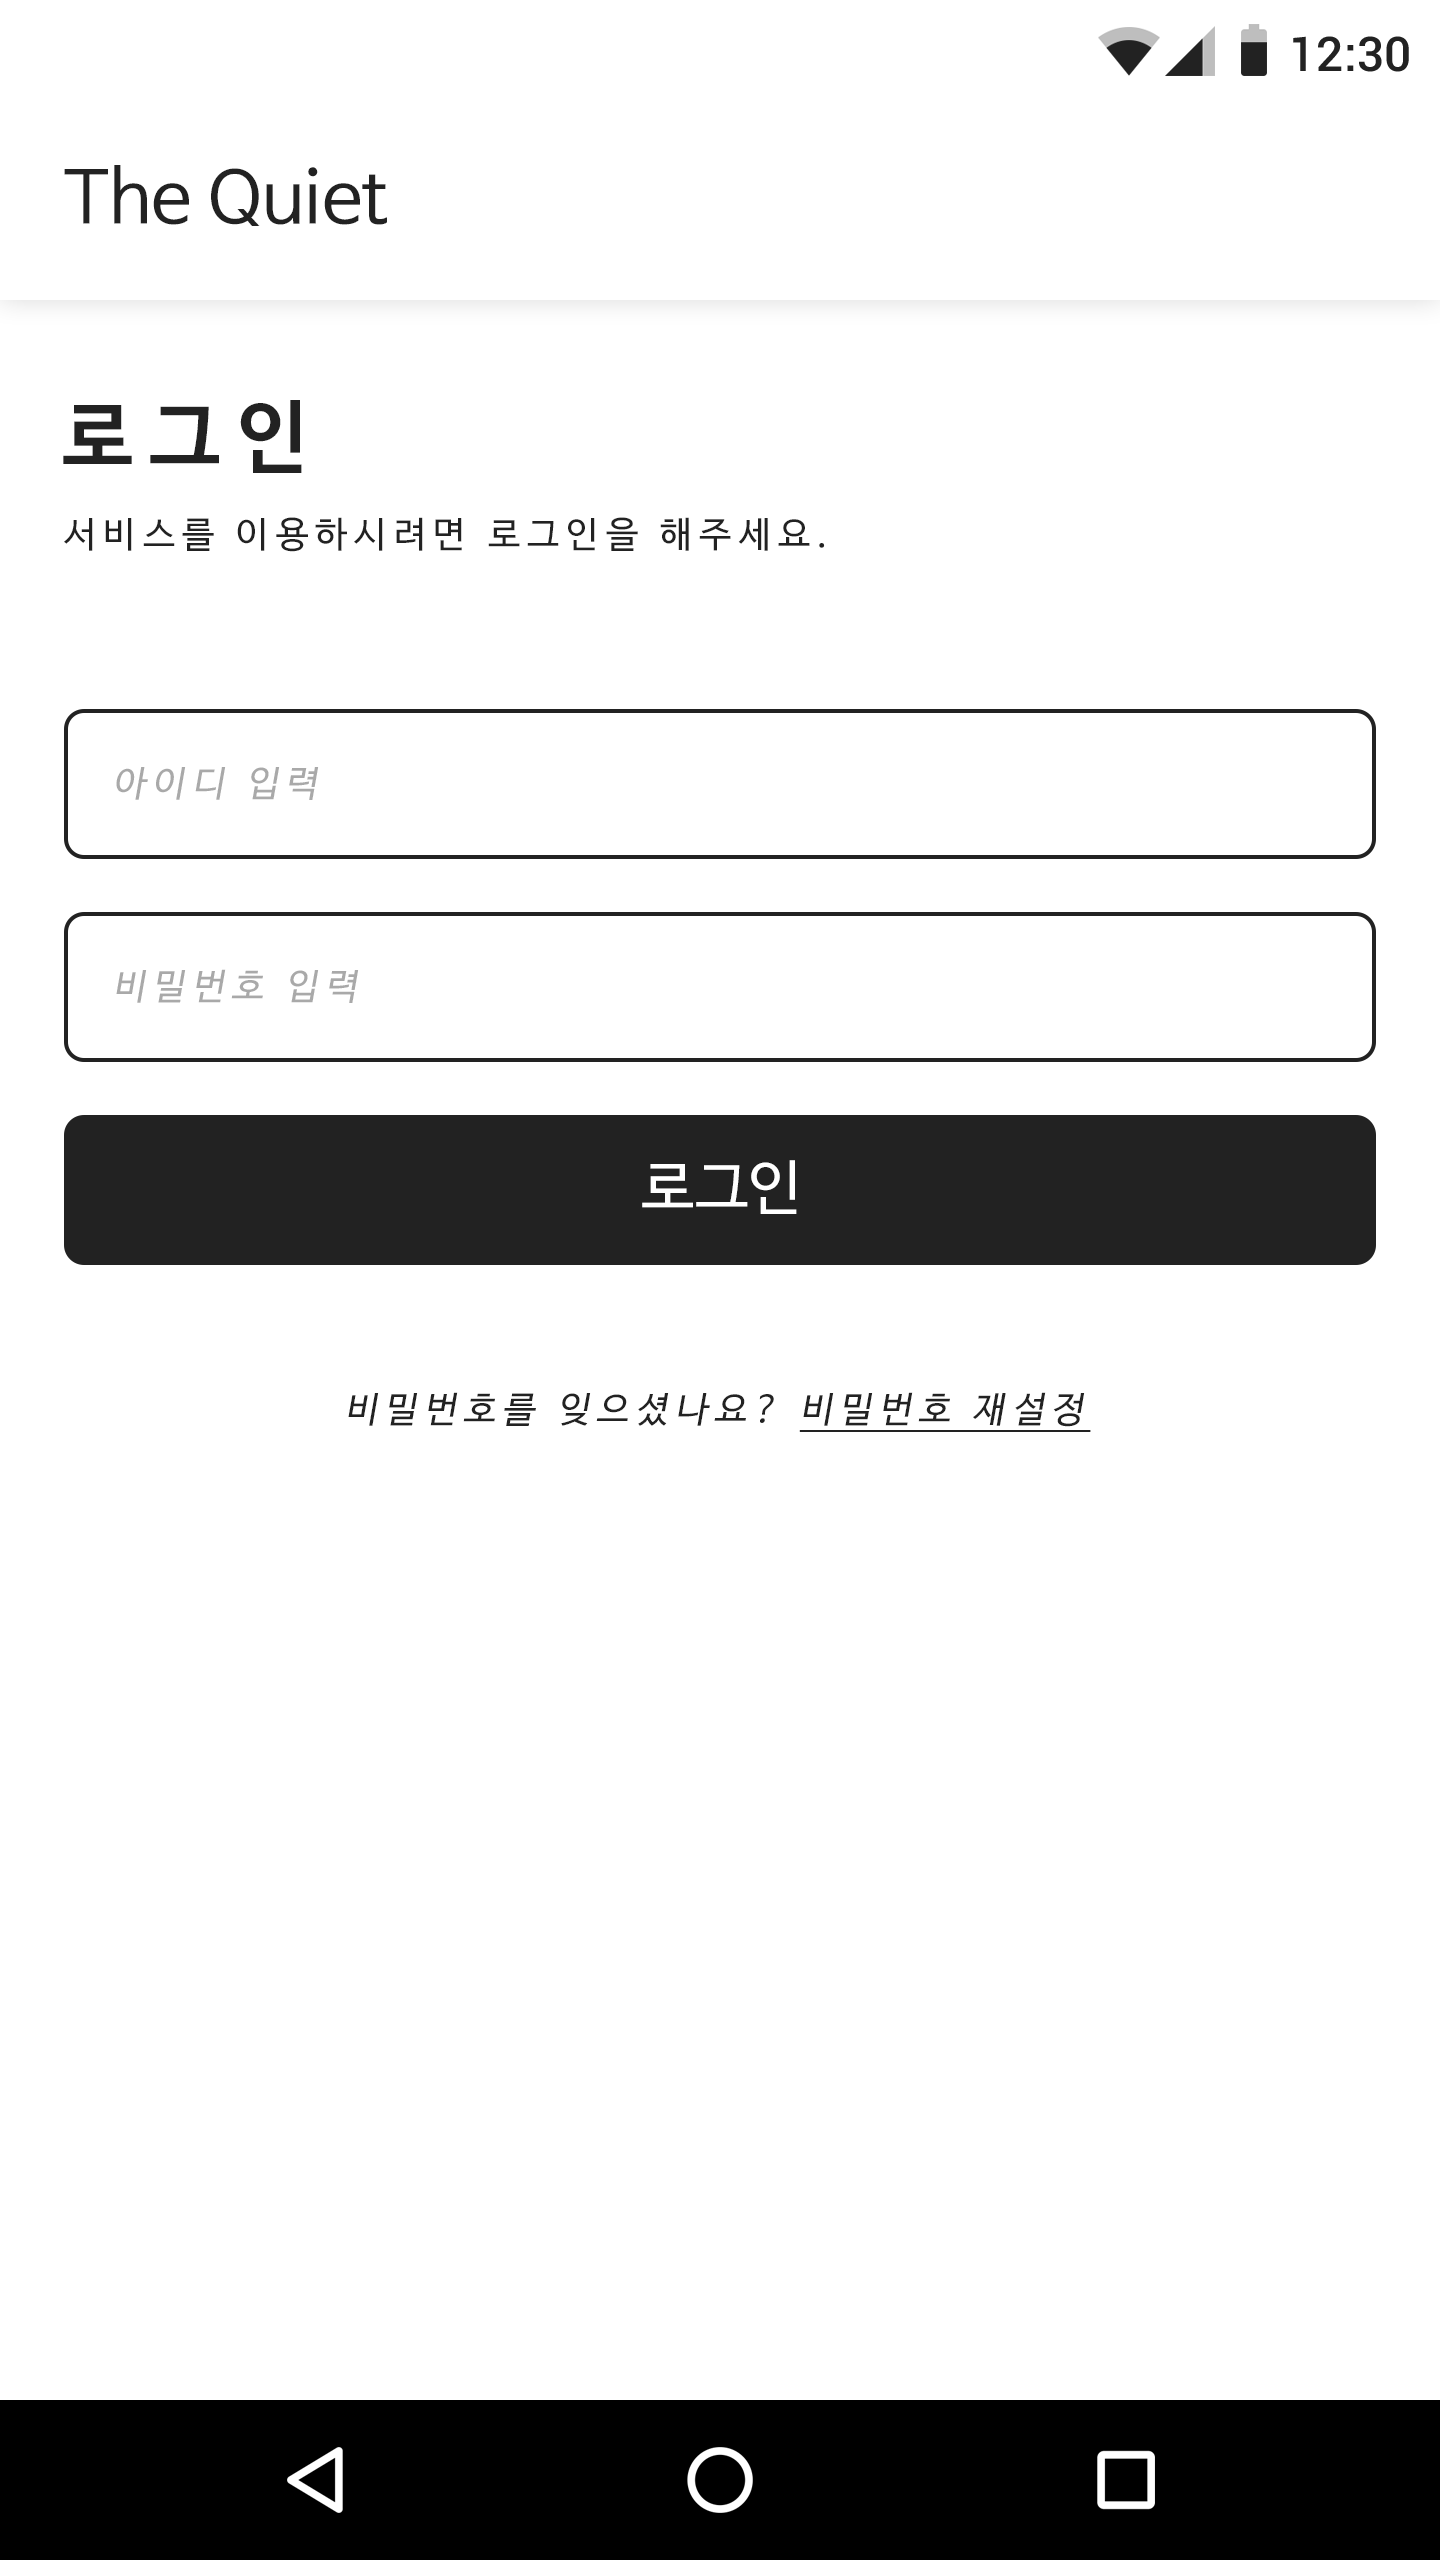 12:30
The Quiet
로그인
서비스를 이용하시려면 로그인을 해주세요.
아이디 입력
비밀번호 입력
로그인
비밀번호를 잊으셨나요? 비밀번호 재설정